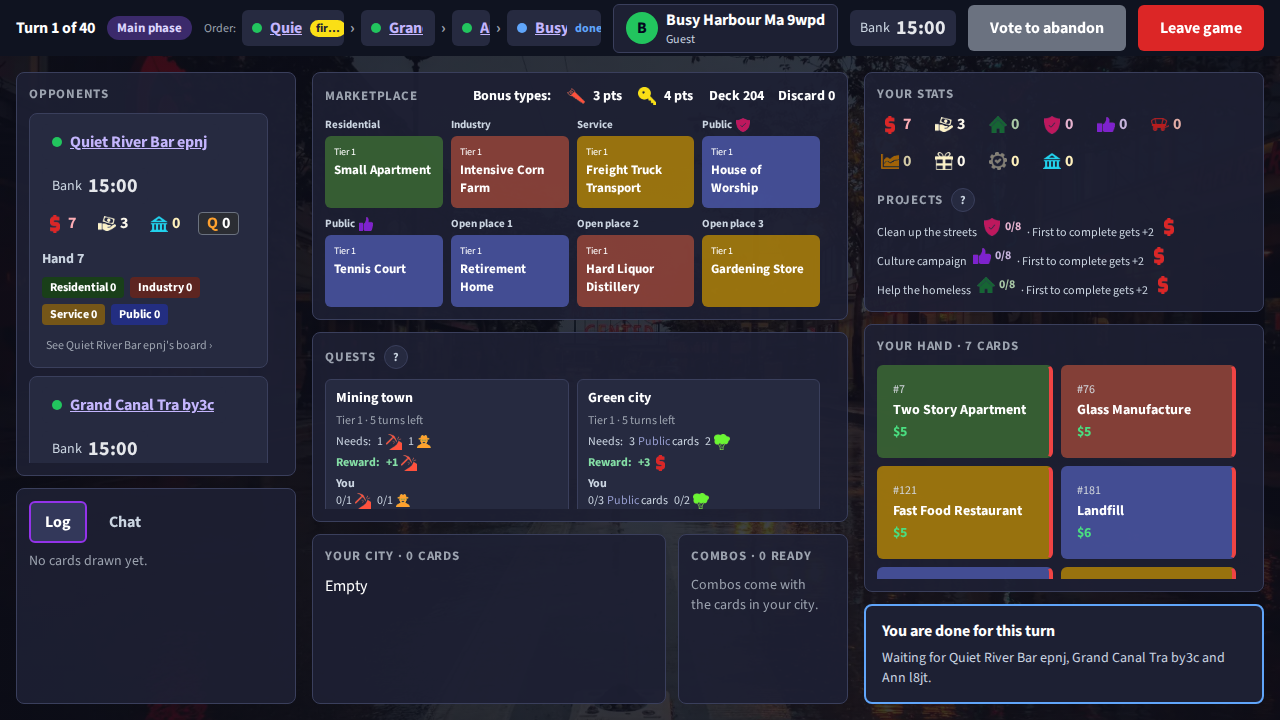 Turn 1 of 40 Main phase Order: Quie fir... › Gran › A › Busy done
B Busy Harbour Ma 9wpd
Guest
Bank 15:00 Vote to abandon Leave game
OPPONENTS
Quiet River Bar epnj
Bank 15:00
7 3 0 Q 0
Hand 7
Residential 0 Industry 0
Service 0 Public 0
See Quiet River Bar epnj's board ›
Grand Canal Tra by3c
Bank 15:00
Log Chat
No cards drawn yet.
MARKETPLACE Bonus types: 3 pts 4 pts Deck 204 Discard 0
Residential Industry Service Public
Tier 1
Small Apartment
Tier 1
Intensive Corn
Farm
Tier 1
Freight Truck
Transport
Tier 1
House of
Worship
Public Open place 1 Open place 2 Open place 3
Tier 1
Tennis Court
Tier 1
Retirement
Home
Tier 1
Hard Liquor
Distillery
Tier 1
Gardening Store
QUESTS ?
Mining town
Tier 1 · 5 turns left
Needs: 1 1
Reward: +1
You
0/1 0/1
Green city
Tier 1 · 5 turns left
Needs: 3 Public cards 2
Reward: +3
You
0/3 Public cards 0/2
YOUR CITY · 0 CARDS
Empty
COMBOS · 0 READY
Combos come with
the cards in your city.
YOUR STATS
7 3 0 0 0 0
0 0 0 0
PROJECTS ?
Clean up the streets 0/8 · First to complete gets +2
Culture campaign 0/8 · First to complete gets +2
Help the homeless 0/8 · First to complete gets +2
YOUR HAND · 7 CARDS
#7
Two Story Apartment
$5
#76
Glass Manufacture
$5
#121
Fast Food Restaurant
$5
#181
Landfill
$6
You are done for this turn
Waiting for Quiet River Bar epnj, Grand Canal Tra by3c and
Ann l8jt.